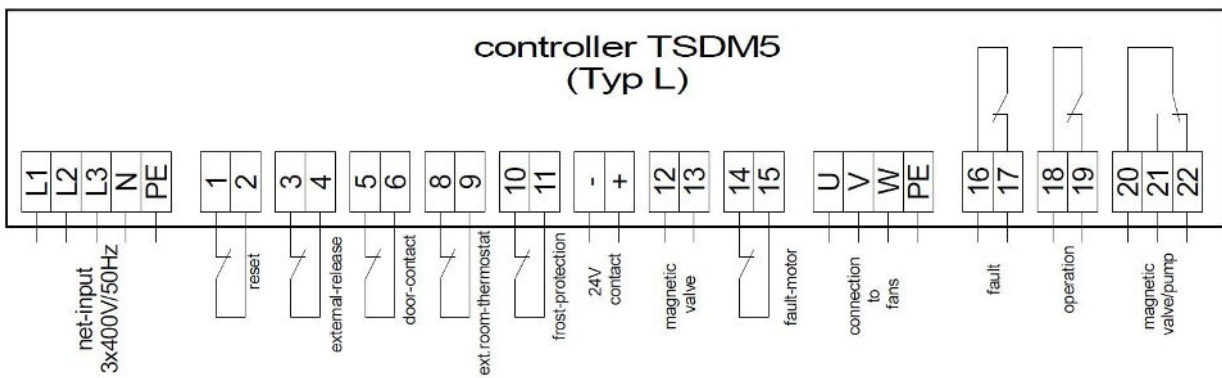 controller TSDM5
(Typ L)
L1 L2 L3 N PE
1 2
3 4
5 6
8 9
10 11
- +
12 13
14 15
U V W PE
16 17
18 19
20 21 22
net-input
3x400V/50Hz
reset
external-release
door-contact
ext.room-thermostat
frost-protection
24V
contact
magnetic
valve
fault-motor
connection
to
fans
fault
operation
magnetic
valve/pump